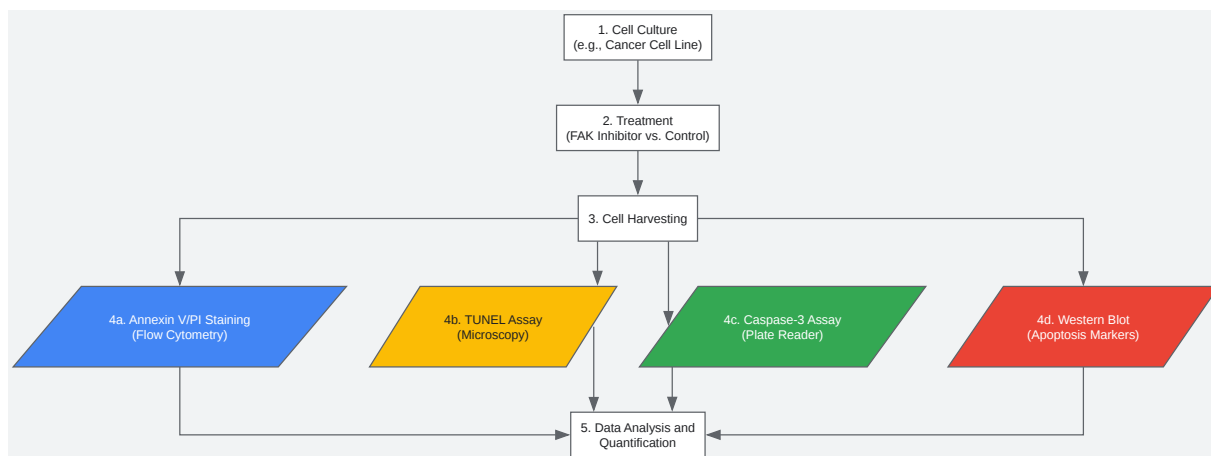 1. Cell Culture
(e.g., Cancer Cell Line)
2. Treatment
(FAK Inhibitor vs. Control)
3. Cell Harvesting
4a. Annexin V/PI Staining
(Flow Cytometry)
4b. TUNEL Assay
(Microscopy)
4c. Caspase-3 Assay
(Plate Reader)
4d. Western Blot
(Apoptosis Markers)
5. Data Analysis and
Quantification